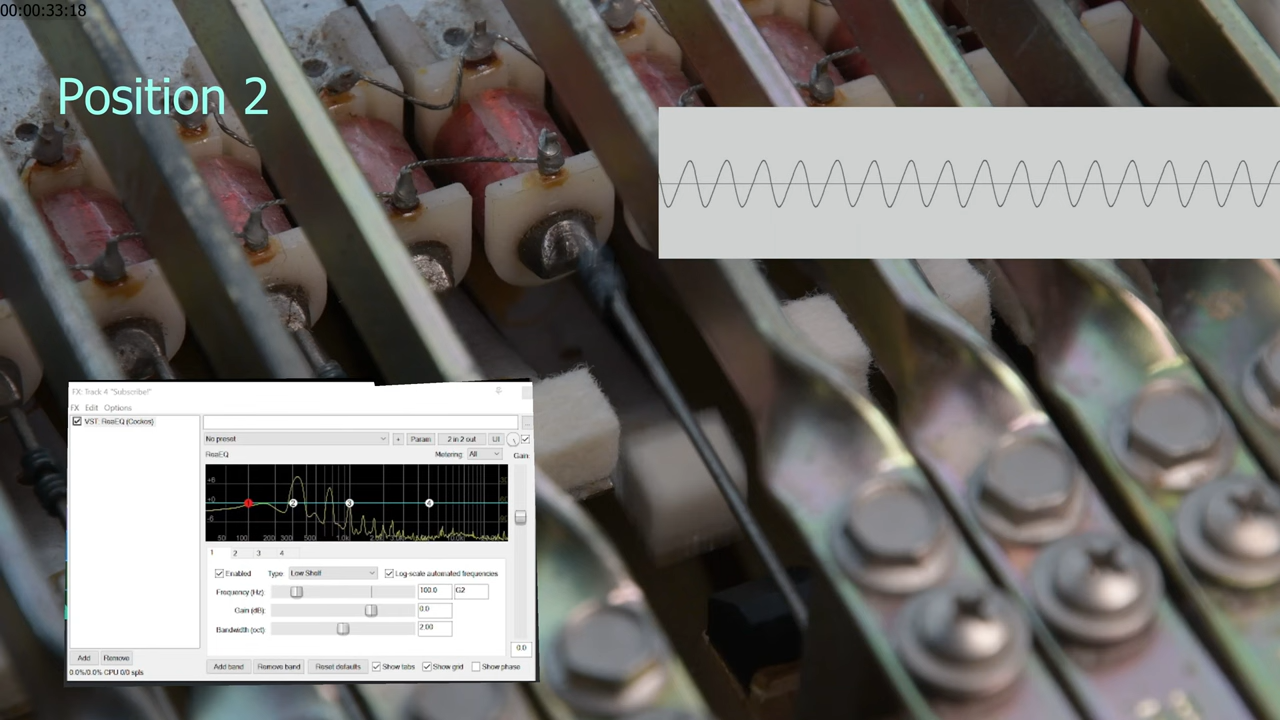 00:00:33:18
Position 2
FX: Track 4 "Subscribe!"
FX Edit Options
VST: ReaEQ (Cockos)
No preset
+
Param
2 in 2 out
UI
ReaEQ
Metering: All
Gain:
+6
+0
-6
1 2 3 4
50 100 200 300 500 1.0k
1 2 3 4
Enabled
Type: Low Shelf
Log-scale automated frequencies
Frequency (Hz): 100.0 G2
Gain (dB): 0.0
Bandwidth (oct): 2.00
0.0
Add Remove
Add band Remove band Reset defaults Show tabs Show grid Show phase
0.0%/0.0% CPU 0/0 spls